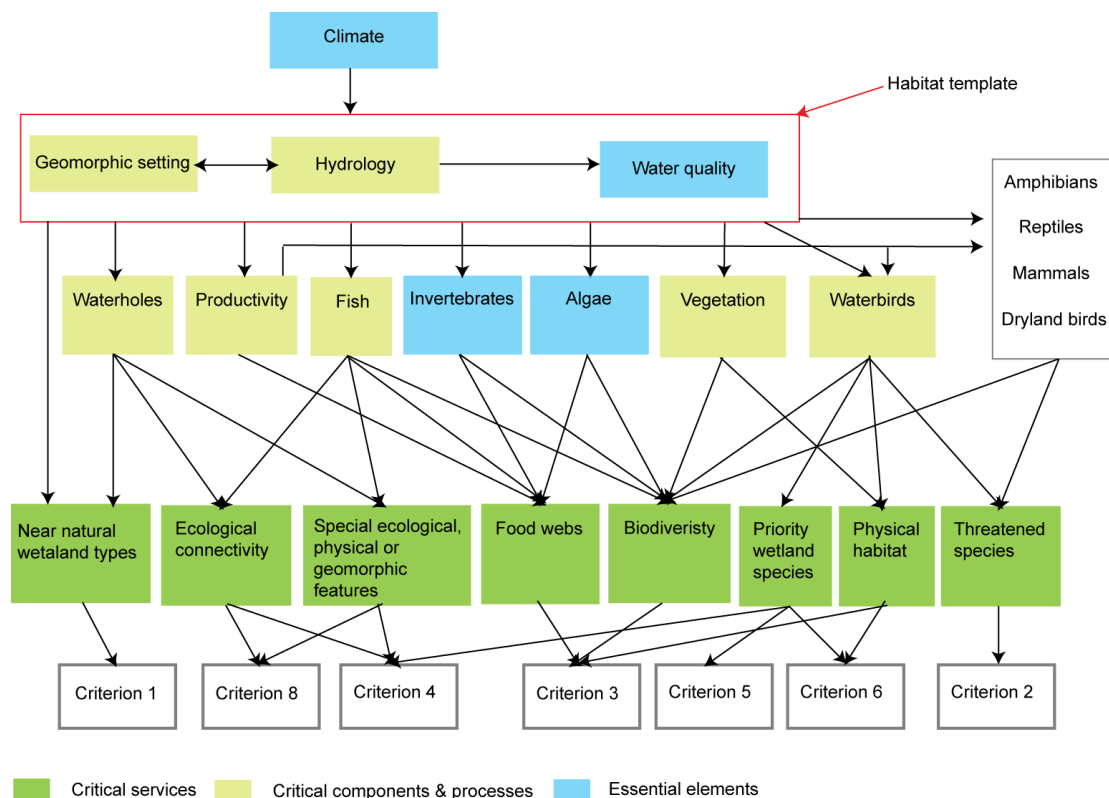 Climate
Habitat template
Geomorphic setting
Hydrology
Water quality
Amphibians
Reptiles
Mammals
Dryland birds
Waterholes
Productivity
Fish
Invertebrates
Algae
Vegetation
Waterbirds
Near natural
wetaland types
Ecological
connectivity
Special ecological,
physical or
geomorphic
features
Food webs
Biodiveristy
Priority
wetland
species
Physical
habitat
Threatened
species
Criterion 1
Criterion 8
Criterion 4
Criterion 3
Criterion 5
Criterion 6
Criterion 2
Critical services
Critical components & processes
Essential elements